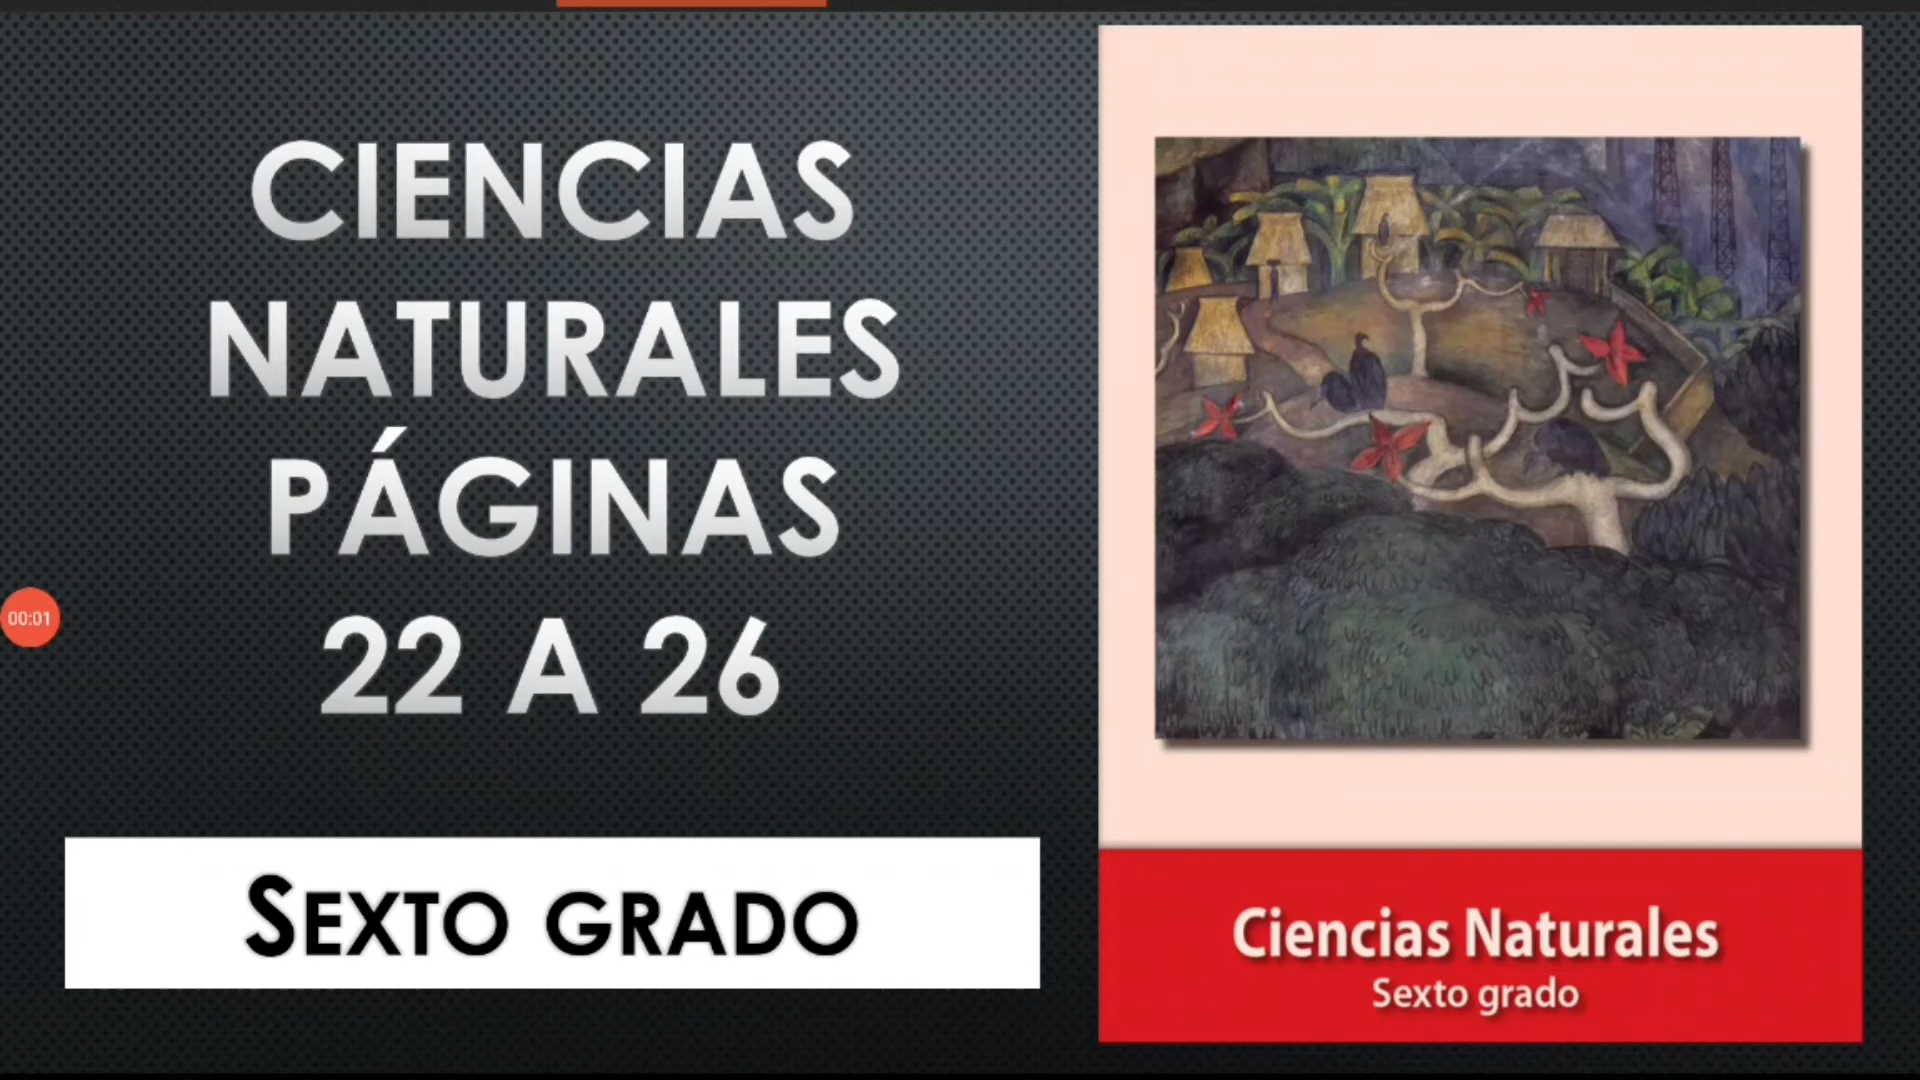 CIENCIAS
NATURALES
PÁGINAS
22 A 26
SEXTO GRADO
00:01
Ciencias Naturales
Sexto grado